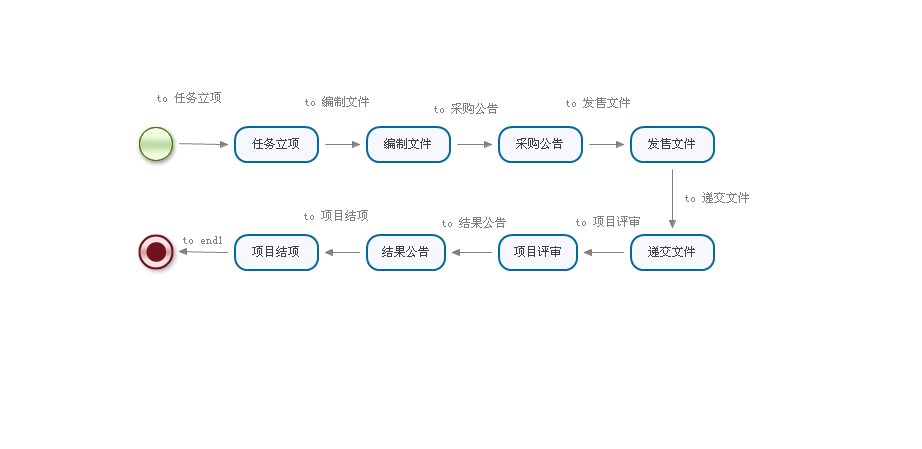 to 任务立项
to 编制文件
to 采购公告
to 发售文件
任务立项
编制文件
采购公告
发售文件
to 递交文件
to 项目结项
to 结果公告
to 项目评审
to end1
项目结项
结果公告
项目评审
递交文件